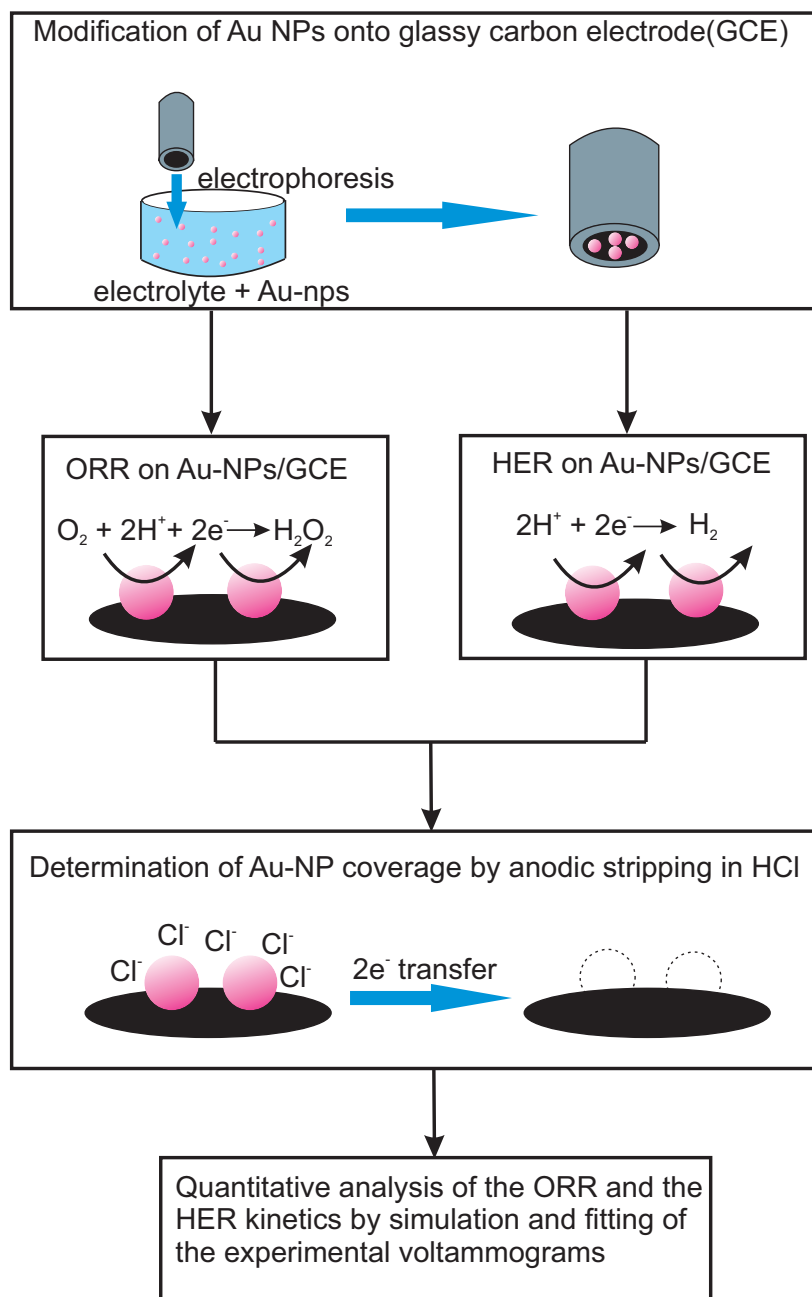 Modification of Au NPs onto glassy carbon electrode(GCE)
electrophoresis
electrolyte + Au-nps
ORR on Au-NPs/GCE
O₂ + 2H⁺+ 2e⁻ → H₂O₂
HER on Au-NPs/GCE
2H⁺ + 2e⁻ → H₂
Determination of Au-NP coverage by anodic stripping in HCl
Cl⁻ Cl⁻ Cl⁻ Cl⁻ Cl⁻
2e⁻ transfer
Quantitative analysis of the ORR and the
HER kinetics by simulation and fitting of
the experimental voltammograms